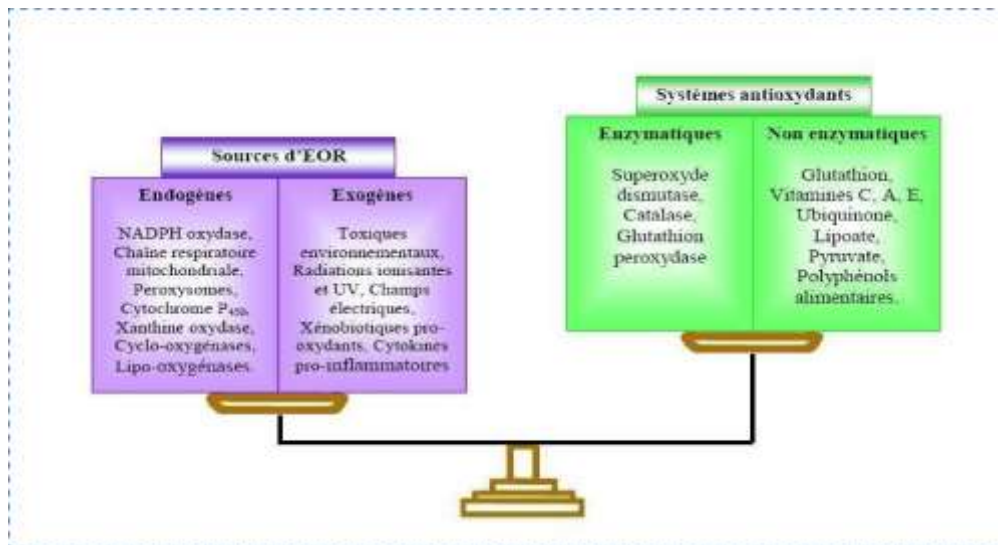 Sources d'EOR
Endogènes
NADPH oxydase,
Chaîne respiratoire
mitochondriale,
Peroxysomes,
Cytochrome P450,
Xanthine oxydase,
Cyclo-oxygénases,
Lipo-oxygénases.
Exogènes
Toxiques
environnementaux,
Radiations ionisantes
et UV, Champs
électriques,
Xénobiotiques pro-
oxydants, Cytokines
pro-inflammatoires
Systèmes antioxydants
Enzymatiques
Superoxyde
dismutase,
Catalase,
Glutathion
peroxydase
Non enzymatiques
Glutathion,
Vitamines C, A, E,
Ubiquinone,
Lipoate,
Pyruvate,
Polyphénols
alimentaires.